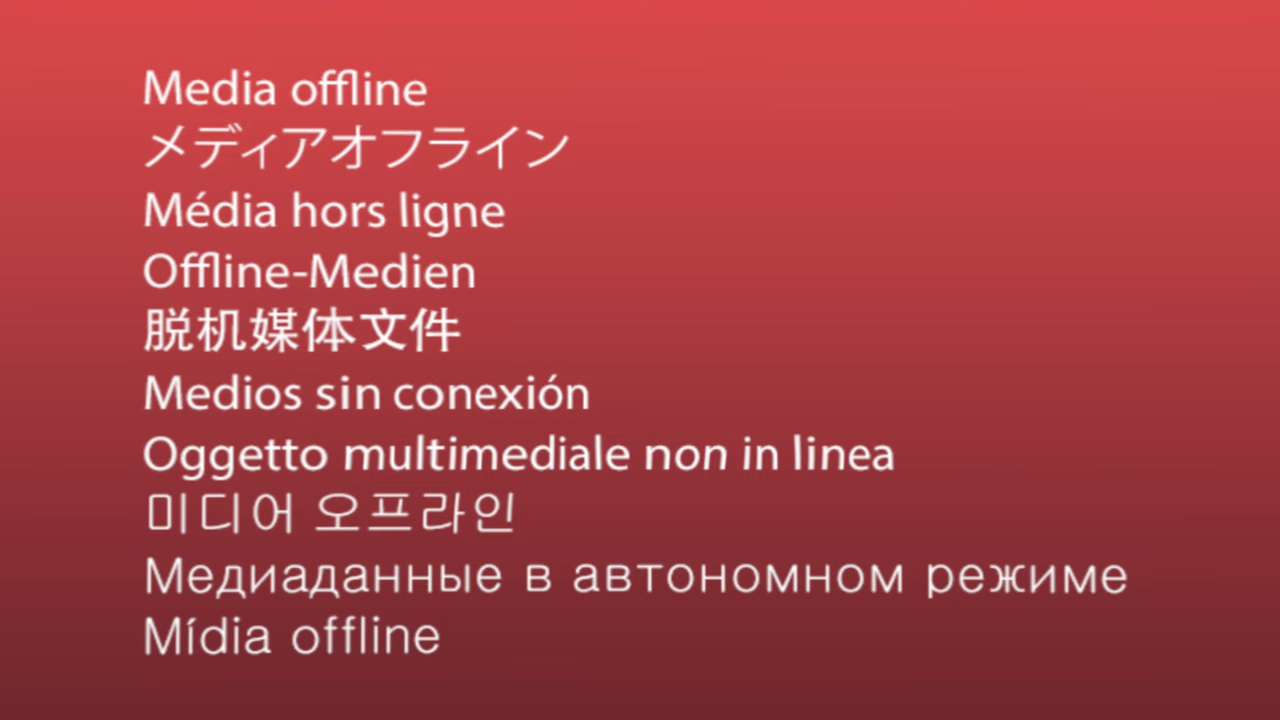 Media offline
メディアオフライン
Média hors ligne
Offline-Medien
脱机媒体文件
Medios sin conexión
Oggetto multimediale non in linea
미디어 오프라인
Медиаданные в автономном режиме
Mídia offline